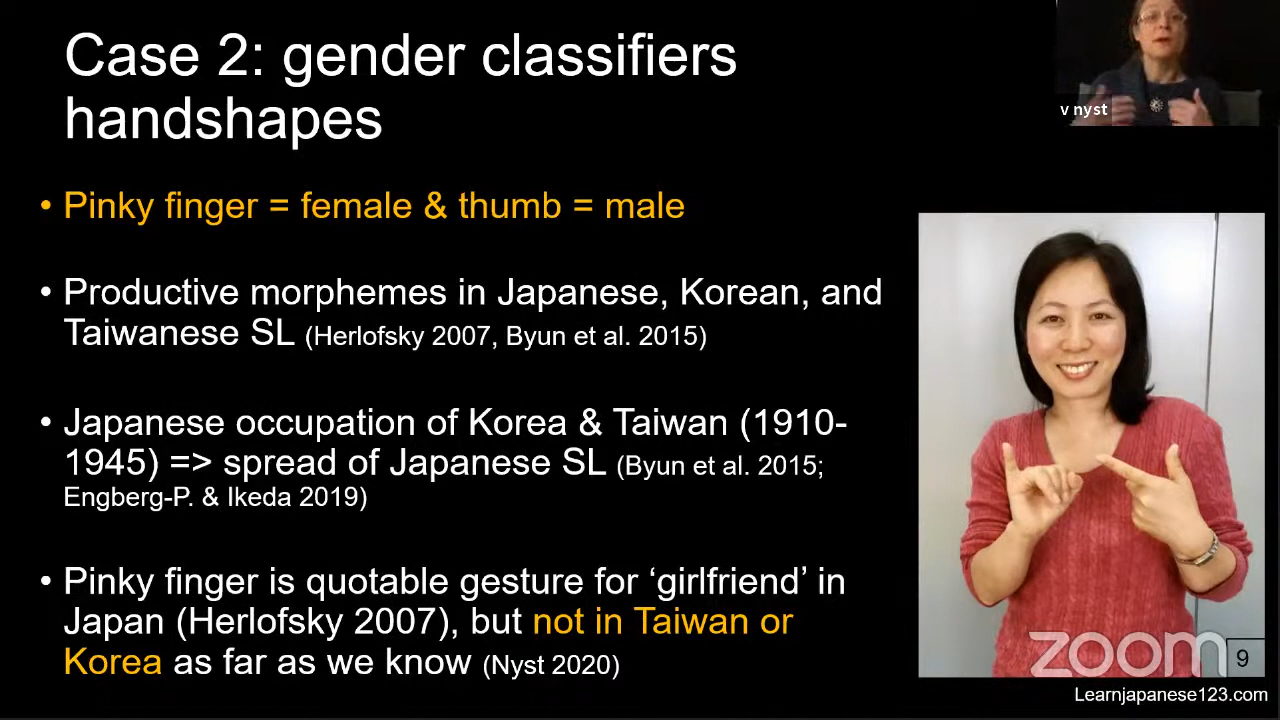 Case 2: gender classifiers
handshapes
v nyst
• Pinky finger = female & thumb = male
• Productive morphemes in Japanese, Korean, and
Taiwanese SL (Herlofsky 2007, Byun et al. 2015)
• Japanese occupation of Korea & Taiwan (1910-
1945) => spread of Japanese SL (Byun et al. 2015;
Engberg-P. & Ikeda 2019)
• Pinky finger is quotable gesture for ‘girlfriend’ in
Japan (Herlofsky 2007), but not in Taiwan or
Korea as far as we know (Nyst 2020)
zoom
9
Learnjapanese123.com